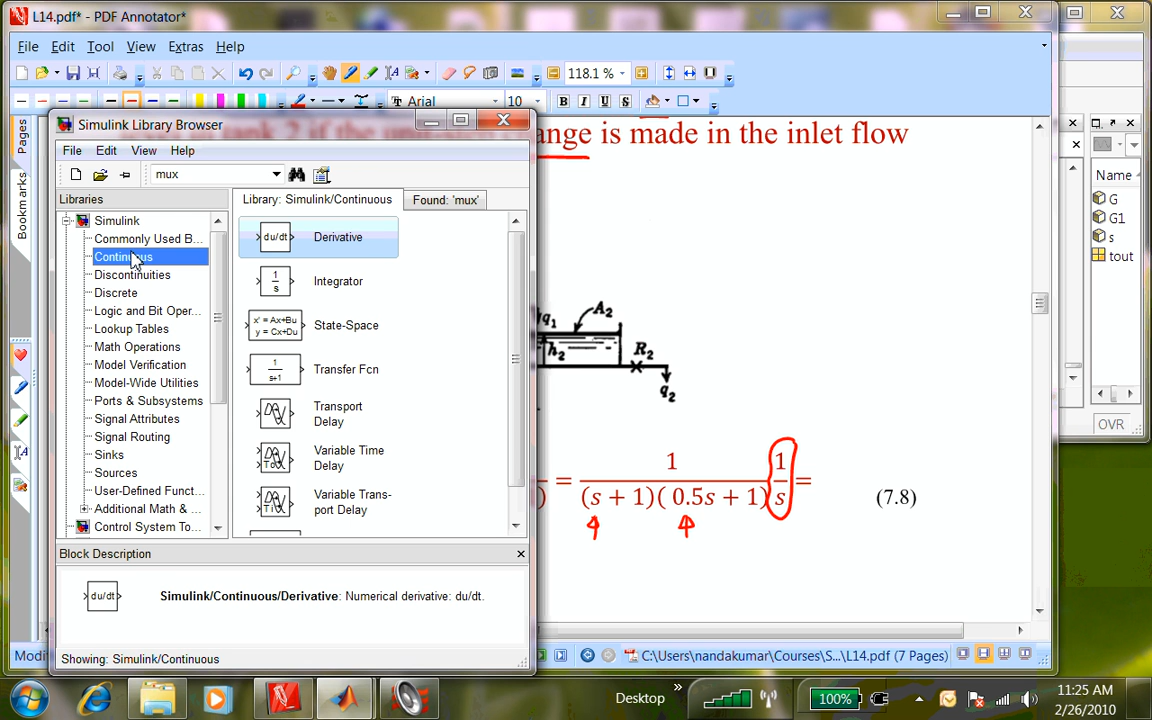 L14.pdf* - PDF Annotator*
File Edit Tool View Extras Help
118.1 %
Arial 10 B I U S
Simulink Library Browser
File Edit View Help
mux
Libraries
Library: Simulink/Continuous Found: 'mux'
Simulink
Commonly Used B...
Continuous
Discontinuities
Discrete
Logic and Bit Oper...
Lookup Tables
Math Operations
Model Verification
Model-Wide Utilities
Ports & Subsystems
Signal Attributes
Signal Routing
Sinks
Sources
User-Defined Funct...
Additional Math & ...
Control System To...
du/dt Derivative
1/s Integrator
x' = Ax+Bu
y = Cx+Du
State-Space
1/s+1 Transfer Fcn
Transport
Delay
Variable Time
Delay
Variable Trans-
port Delay
Block Description
du/dt
Simulink/Continuous/Derivative: Numerical derivative: du/dt.
Showing: Simulink/Continuous
Pages
Bookmarks
tank 2 if the
ange is made in the inlet flow
q1 A2
h2 R2
q2
) = 1/(s + 1)( 0.5s + 1) 1/s = (7.8)
Name
G
G1
s
tout
OVR
Modi
C:\Users\nandakumar\Courses\S...\L14.pdf (7 Pages)
Desktop
100%
11:25 AM
2/26/2010